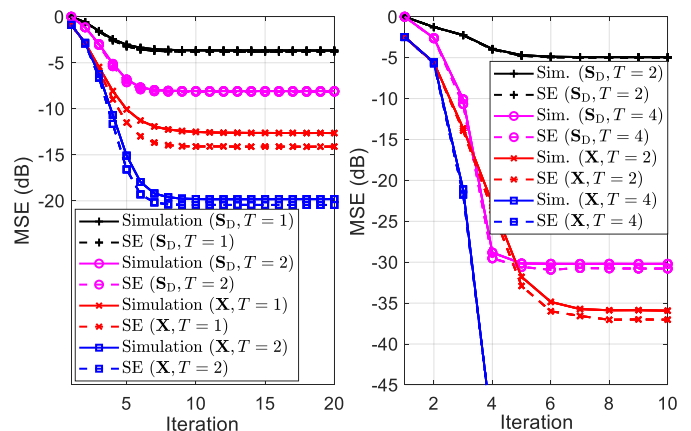 0
-5
-10
-15
-20
MSE (dB)
Simulation (S_D, T = 1)
SE (S_D, T = 1)
Simulation (S_D, T = 2)
SE (S_D, T = 2)
Simulation (X, T = 1)
SE (X, T = 1)
Simulation (X, T = 2)
SE (X, T = 2)
5 10 15 20
Iteration
0
-5
-10
-15
-20
-25
-30
-35
-40
-45
MSE (dB)
Sim. (S_D, T = 2)
SE (S_D, T = 2)
Sim. (S_D, T = 4)
SE (S_D, T = 4)
Sim. (X, T = 2)
SE (X, T = 2)
Sim. (X, T = 4)
SE (X, T = 4)
2 4 6 8 10
Iteration